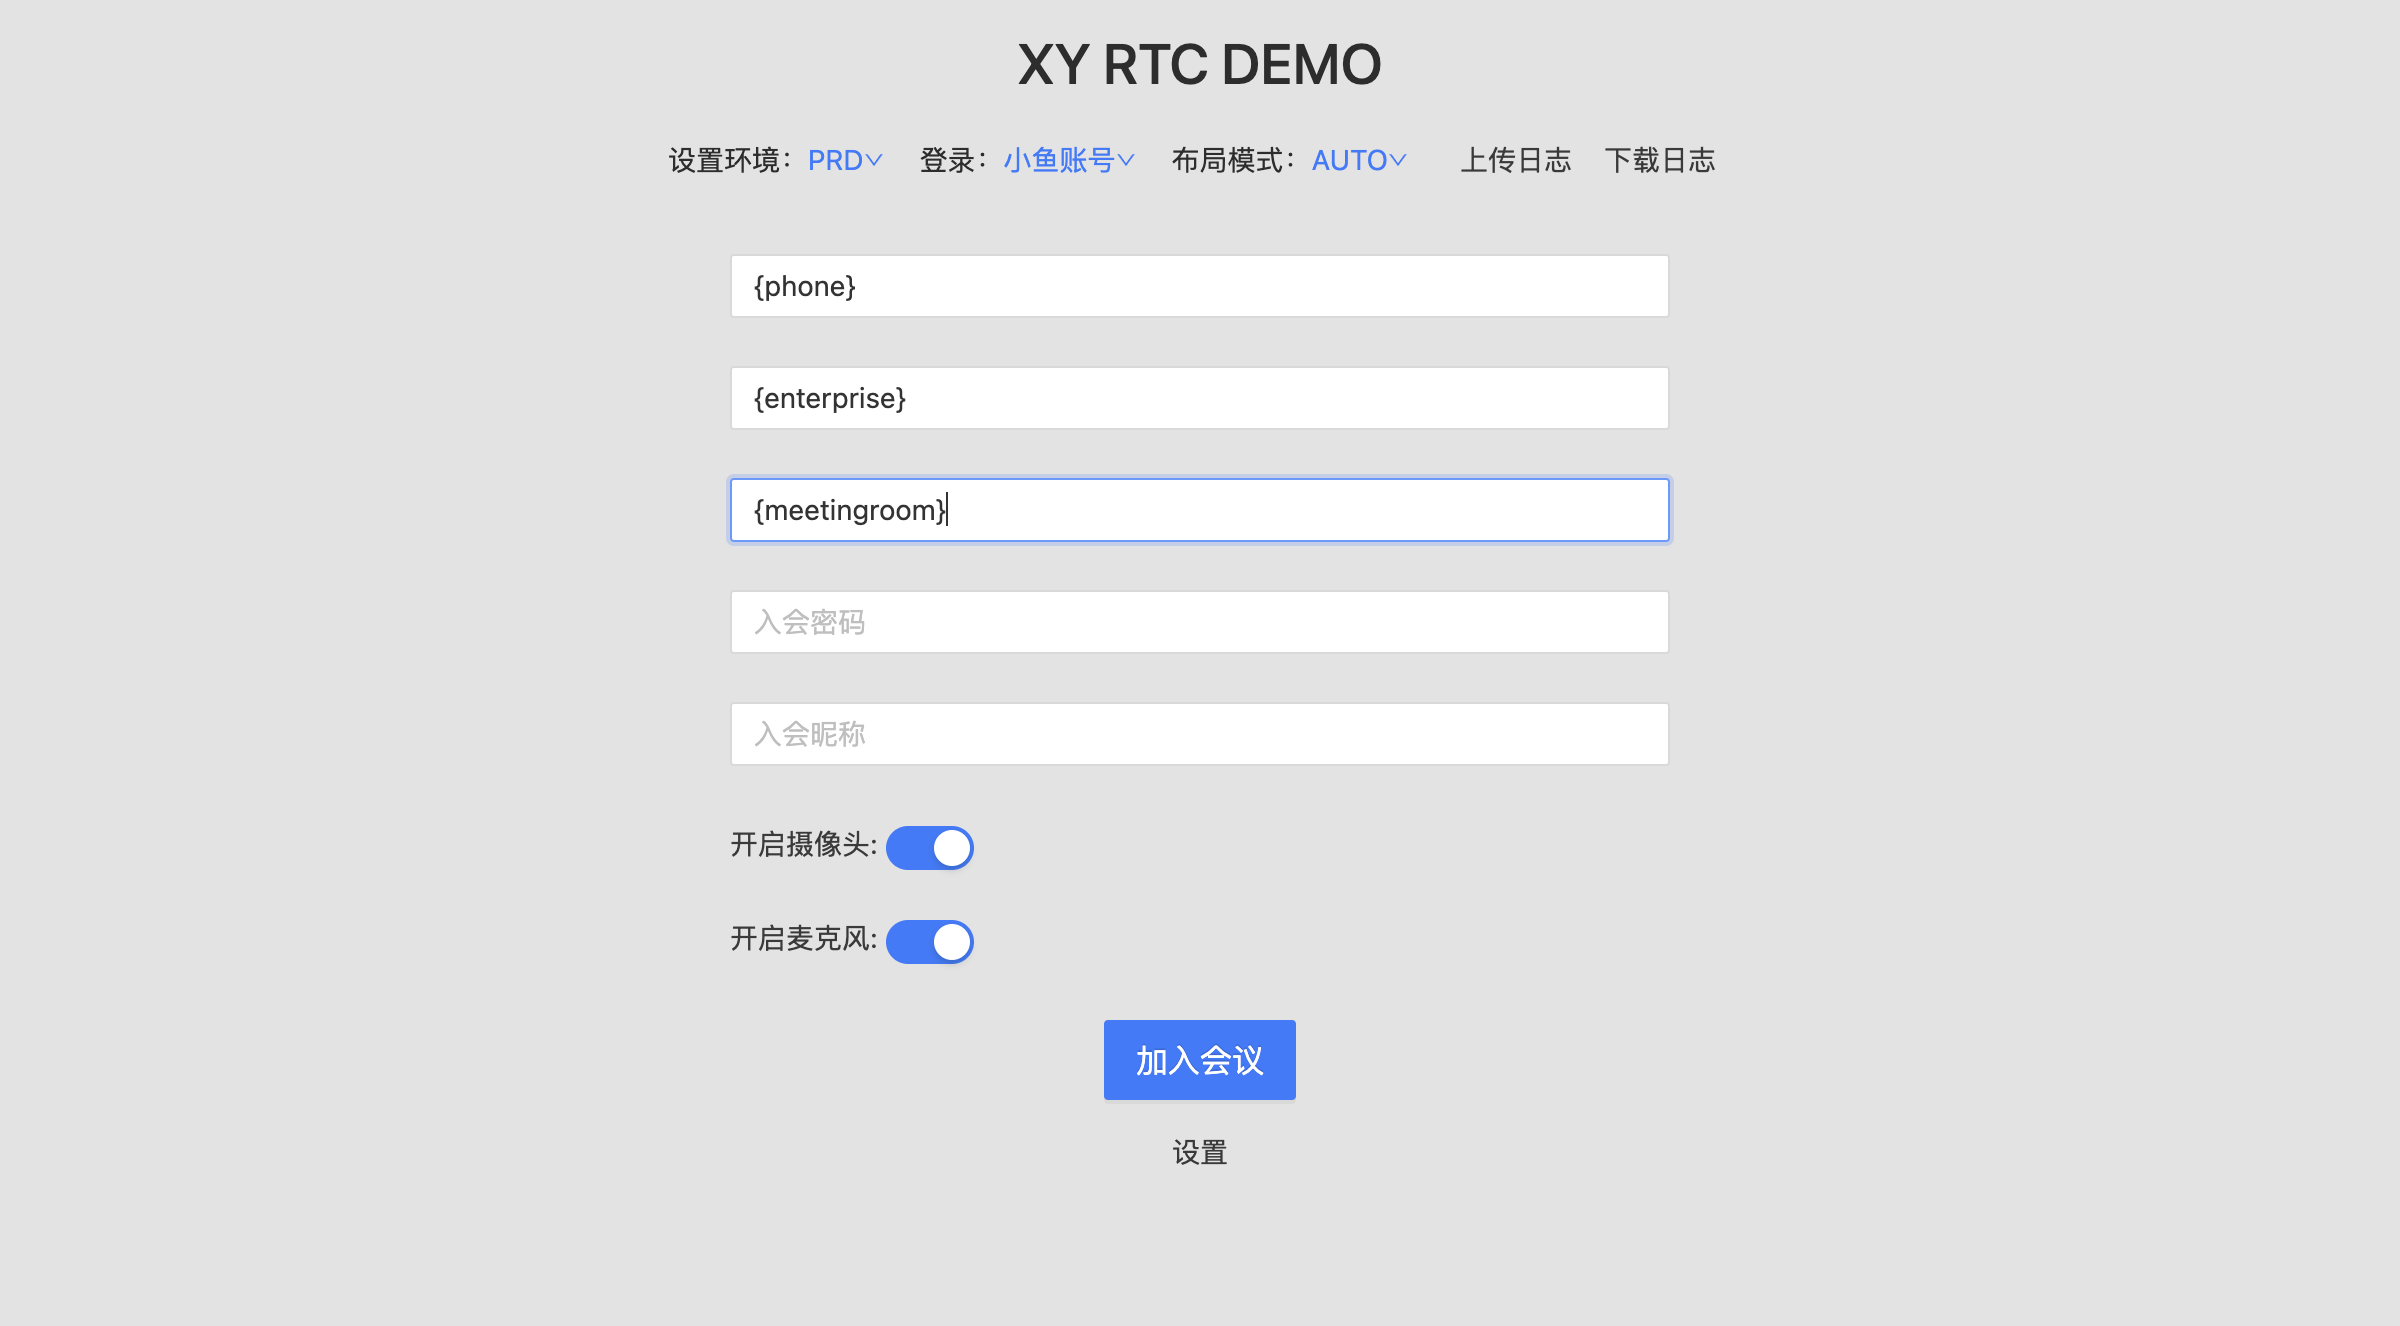 XY RTC DEMO
设置环境：PRD 登录：小鱼账号 布局模式：AUTO 上传日志 下载日志
{phone}
{enterprise}
{meetingroom}
入会密码
入会昵称
开启摄像头:
开启麦克风:
加入会议
设置